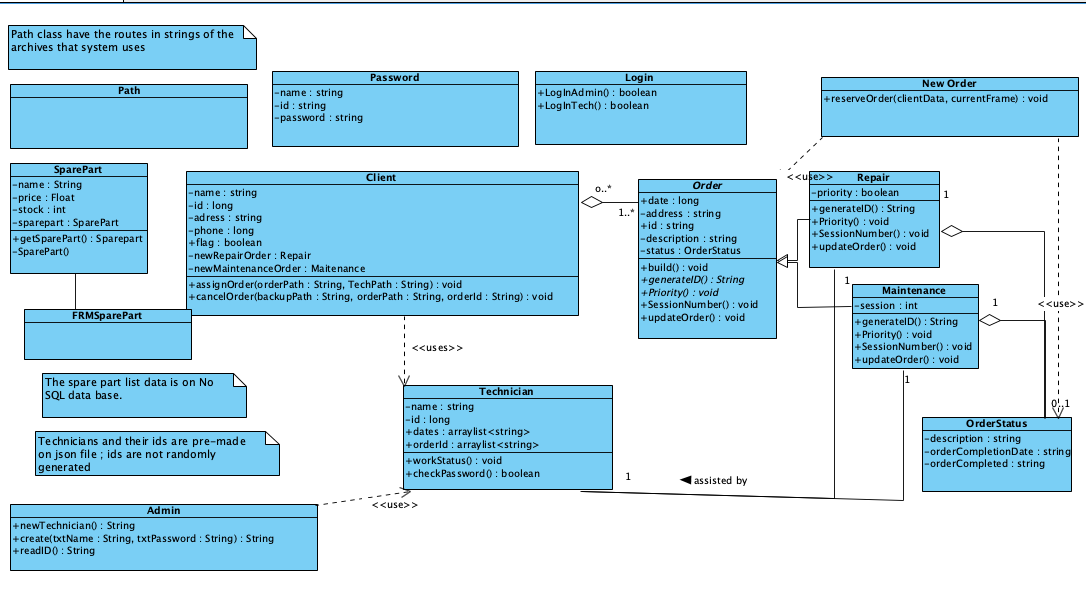 Path class have the routes in strings of the
archives that system uses
Path
Password
-name : string
-id : string
-password : string
Login
+LogInAdmin() : boolean
+LogInTech() : boolean
New Order
+reserveOrder(clientData, currentFrame) : void
SparePart
-name : String
-price : Float
-stock : int
-sparepart : SparePart
+getSparePart() : Sparepart
-SparePart()
Client
-name : string
-id : long
-adress : string
-phone : long
+flag : boolean
-newRepairOrder : Repair
-newMaintenanceOrder : Maitenance
+assignOrder(orderPath : String, TechPath : String) : void
+cancelOrder(backupPath : String, orderPath : String, orderId : String) : void
o..*
1..*
Order
+date : long
-address : string
+id : string
-description : string
-status : OrderStatus
+build() : void
+generateID() : String
+Priority() : void
+SessionNumber() : void
+updateOrder() : void
<<use>>
Repair
-priority : boolean
+generateID() : String
+Priority() : void
+SessionNumber() : void
+updateOrder() : void
1
1
Maintenance
-session : int
+generateID() : String
+Priority() : void
+SessionNumber() : void
+updateOrder() : void
1
<<use>>
1
0..1
FRMSparePart
<<uses>>
The spare part list data is on No
SQL data base.
Technicians and their ids are pre-made
on json file ; ids are not randomly
generated
Technician
-name : string
-id : long
+dates : arraylist<string>
+orderId : arraylist<string>
+workStatus() : void
+checkPassword() : boolean
1
assisted by
OrderStatus
-description : string
-orderCompletionDate : string
-orderCompleted : string
<<use>>
Admin
+newTechnician() : String
+create(txtName : String, txtPassword : String) : String
+readID() : String